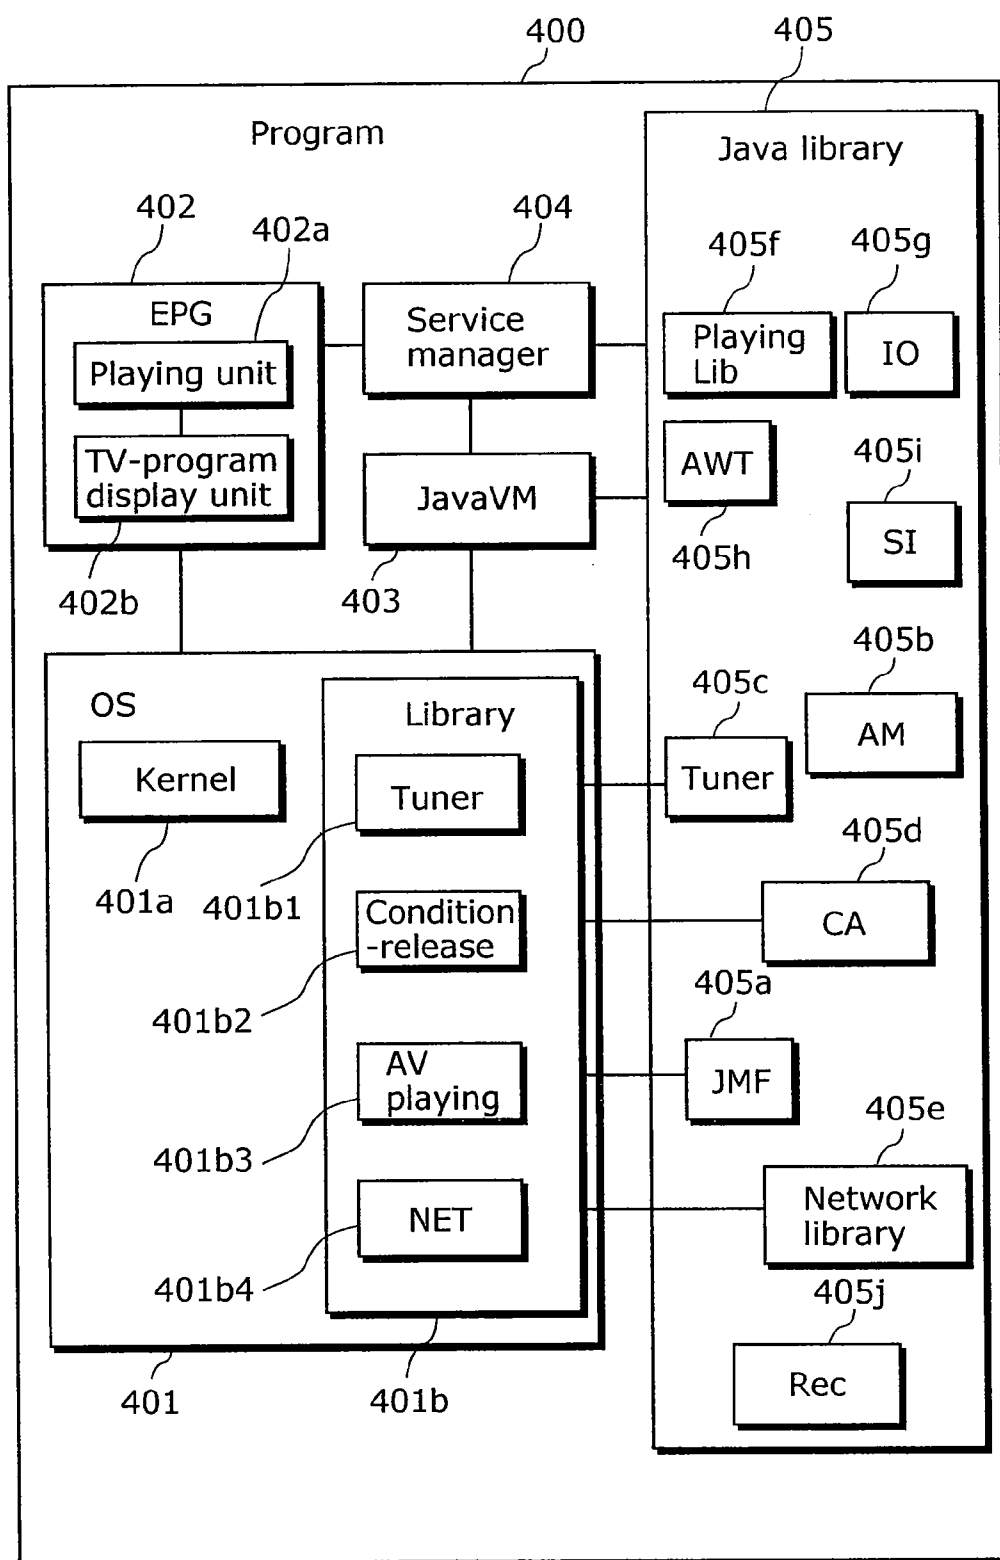 400
405
Program
Java library
402
402a
404
405f
405g
EPG
Playing unit
TV-program
display unit
Service
manager
Playing
Lib
IO
AWT
405i
JavaVM
SI
405h
402b
403
405b
OS
Library
405c
AM
Kernel
Tuner
Tuner
405d
401a
401b1
Condition
-release
CA
405a
401b2
AV
playing
JMF
405e
401b3
NET
Network
library
401b4
405j
Rec
401
401b